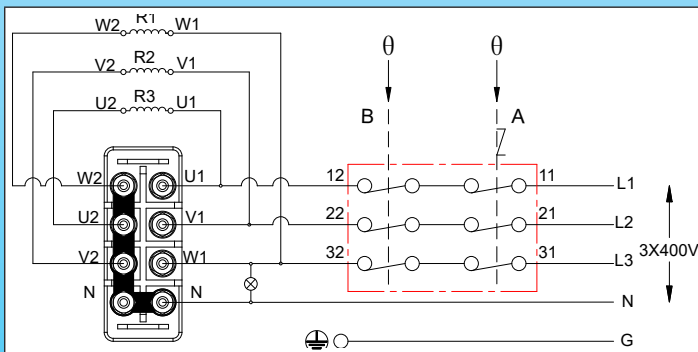 W2 R1 W1
V2 R2 V1
U2 R3 U1
θ θ
B A
W2 U1 12 11 L1
U2 V1 22 21 L2
V2 W1 32 31 L3
3X400V
N N N
G